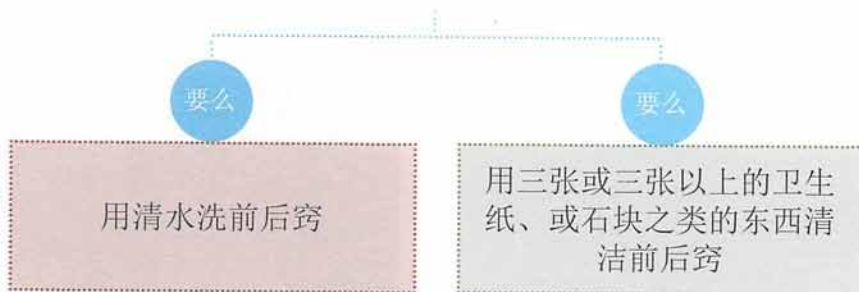 要么
用清水洗前后窍
要么
用三张或三张以上的卫生
纸、或石块之类的东西清
洁前后窍